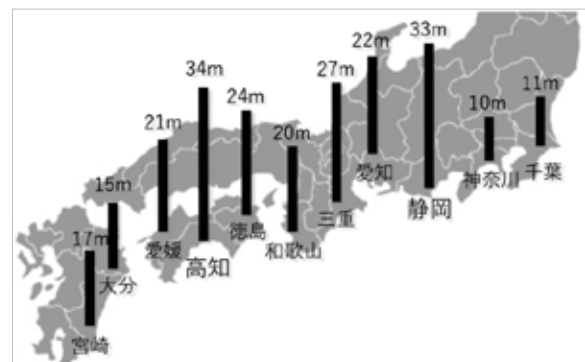 33m
22m
34m
27m
11m
24m
10m
21m
20m
15m
愛知
千葉
神奈川
17m
三重
静岡
徳島
愛媛
和歌山
高知
大分
宮崎